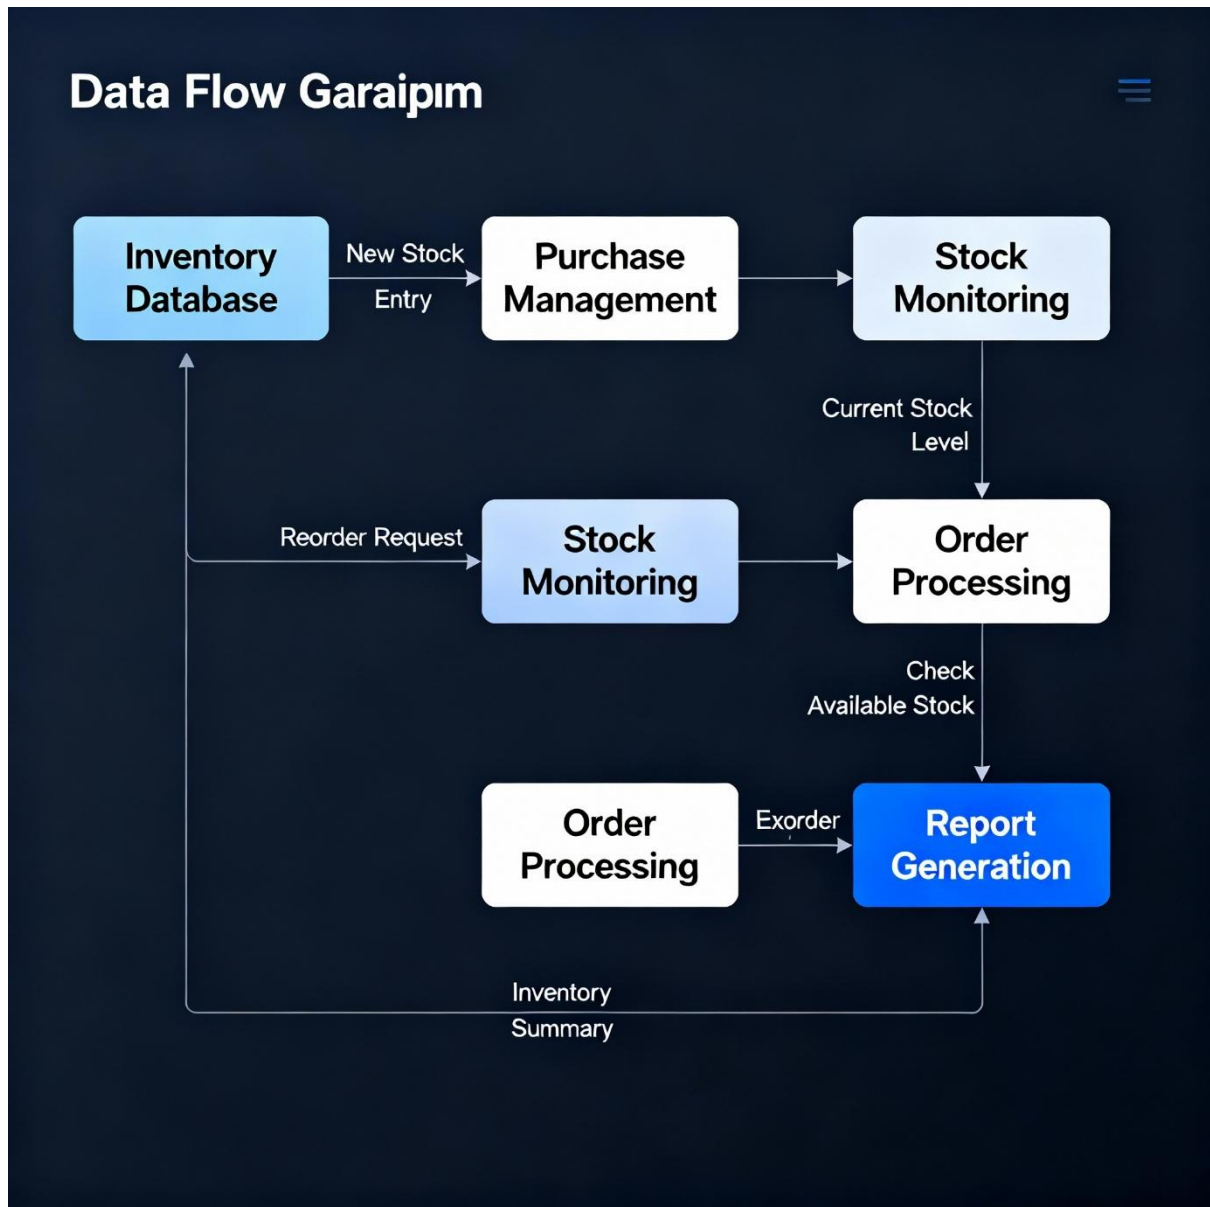 Data Flow Garaipım
Inventory
Database
New Stock
Entry
Purchase
Management
Stock
Monitoring
Current Stock
Level
Reorder Request
Stock
Monitoring
Order
Processing
Check
Available Stock
Order
Processing
Exorder
Report
Generation
Inventory
Summary